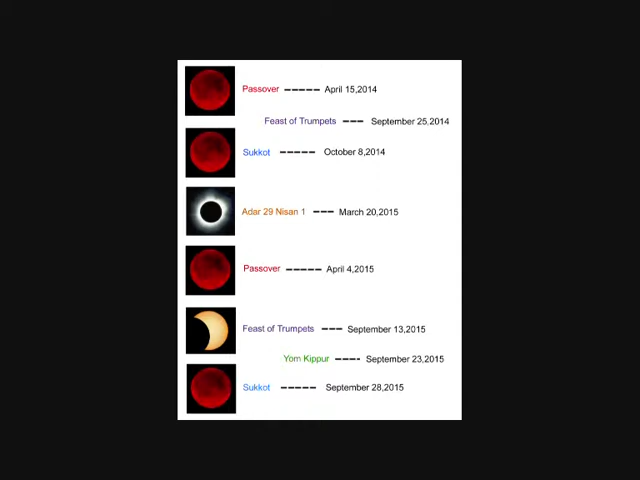 Passover ----- April 15,2014
Feast of Trumpets --- September 25,2014
Sukkot ----- October 8,2014
Adar 29 Nisan 1 --- March 20,2015
Passover ----- April 4,2015
Feast of Trumpets --- September 13,2015
Yom Kippur ---- September 23,2015
Sukkot ----- September 28,2015